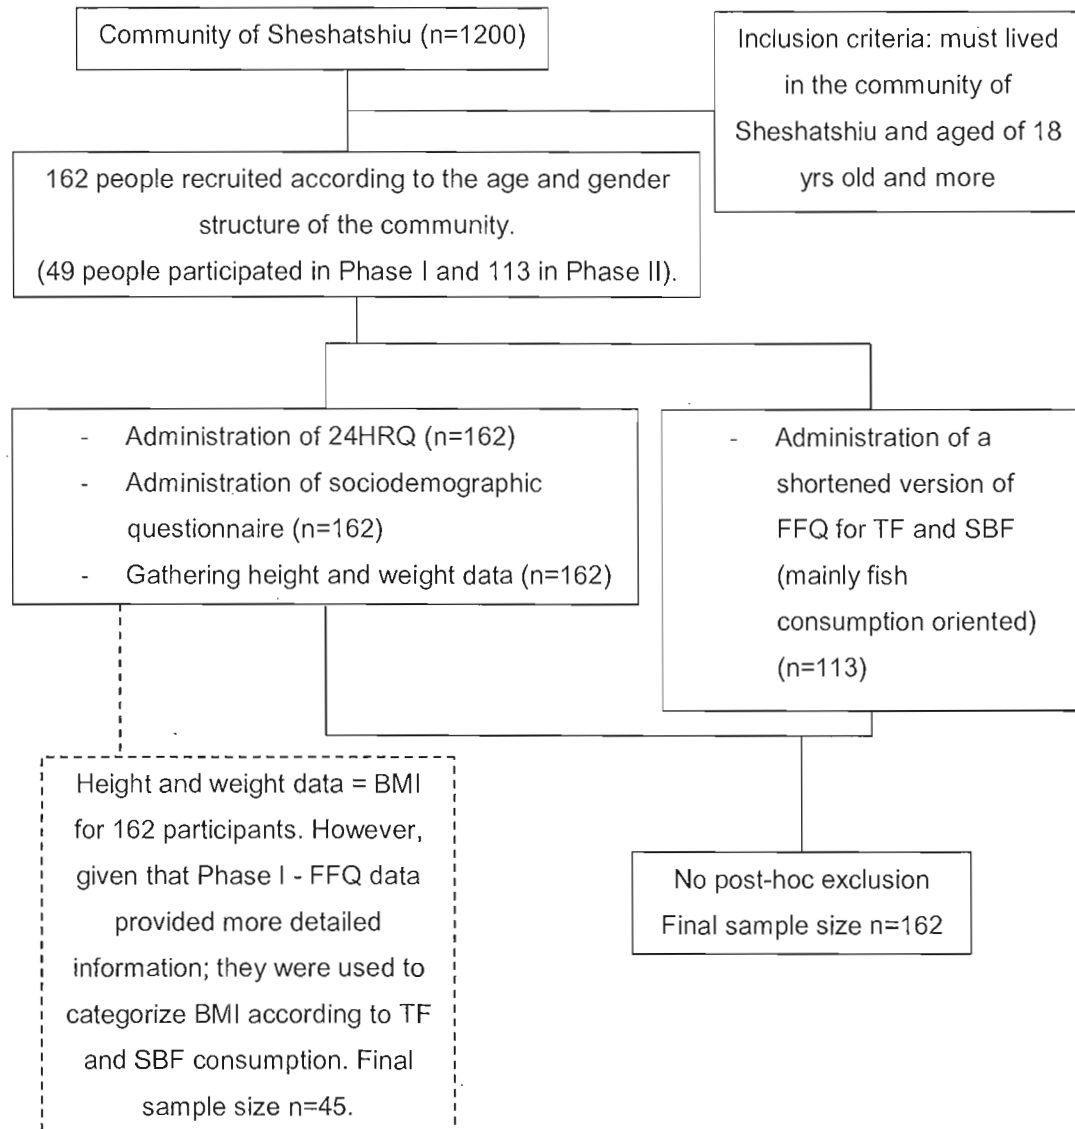 Community of Sheshatshiu (n=1200)
Inclusion criteria: must lived
in the community of
Sheshatshiu and aged of 18
yrs old and more
162 people recruited according to the age and gender
structure of the community.
(49 people participated in Phase I and 113 in Phase II).
- Administration of 24HRQ (n=162)
- Administration of sociodemographic
questionnaire (n=162)
- Gathering height and weight data (n=162)
- Administration of a
shortened version of
FFQ for TF and SBF
(mainly fish
consumption oriented)
(n=113)
Height and weight data = BMI
for 162 participants. However,
given that Phase I - FFQ data
provided more detailed
information; they were used to
categorize BMI according to TF
and SBF consumption. Final
sample size n=45.
No post-hoc exclusion
Final sample size n=162